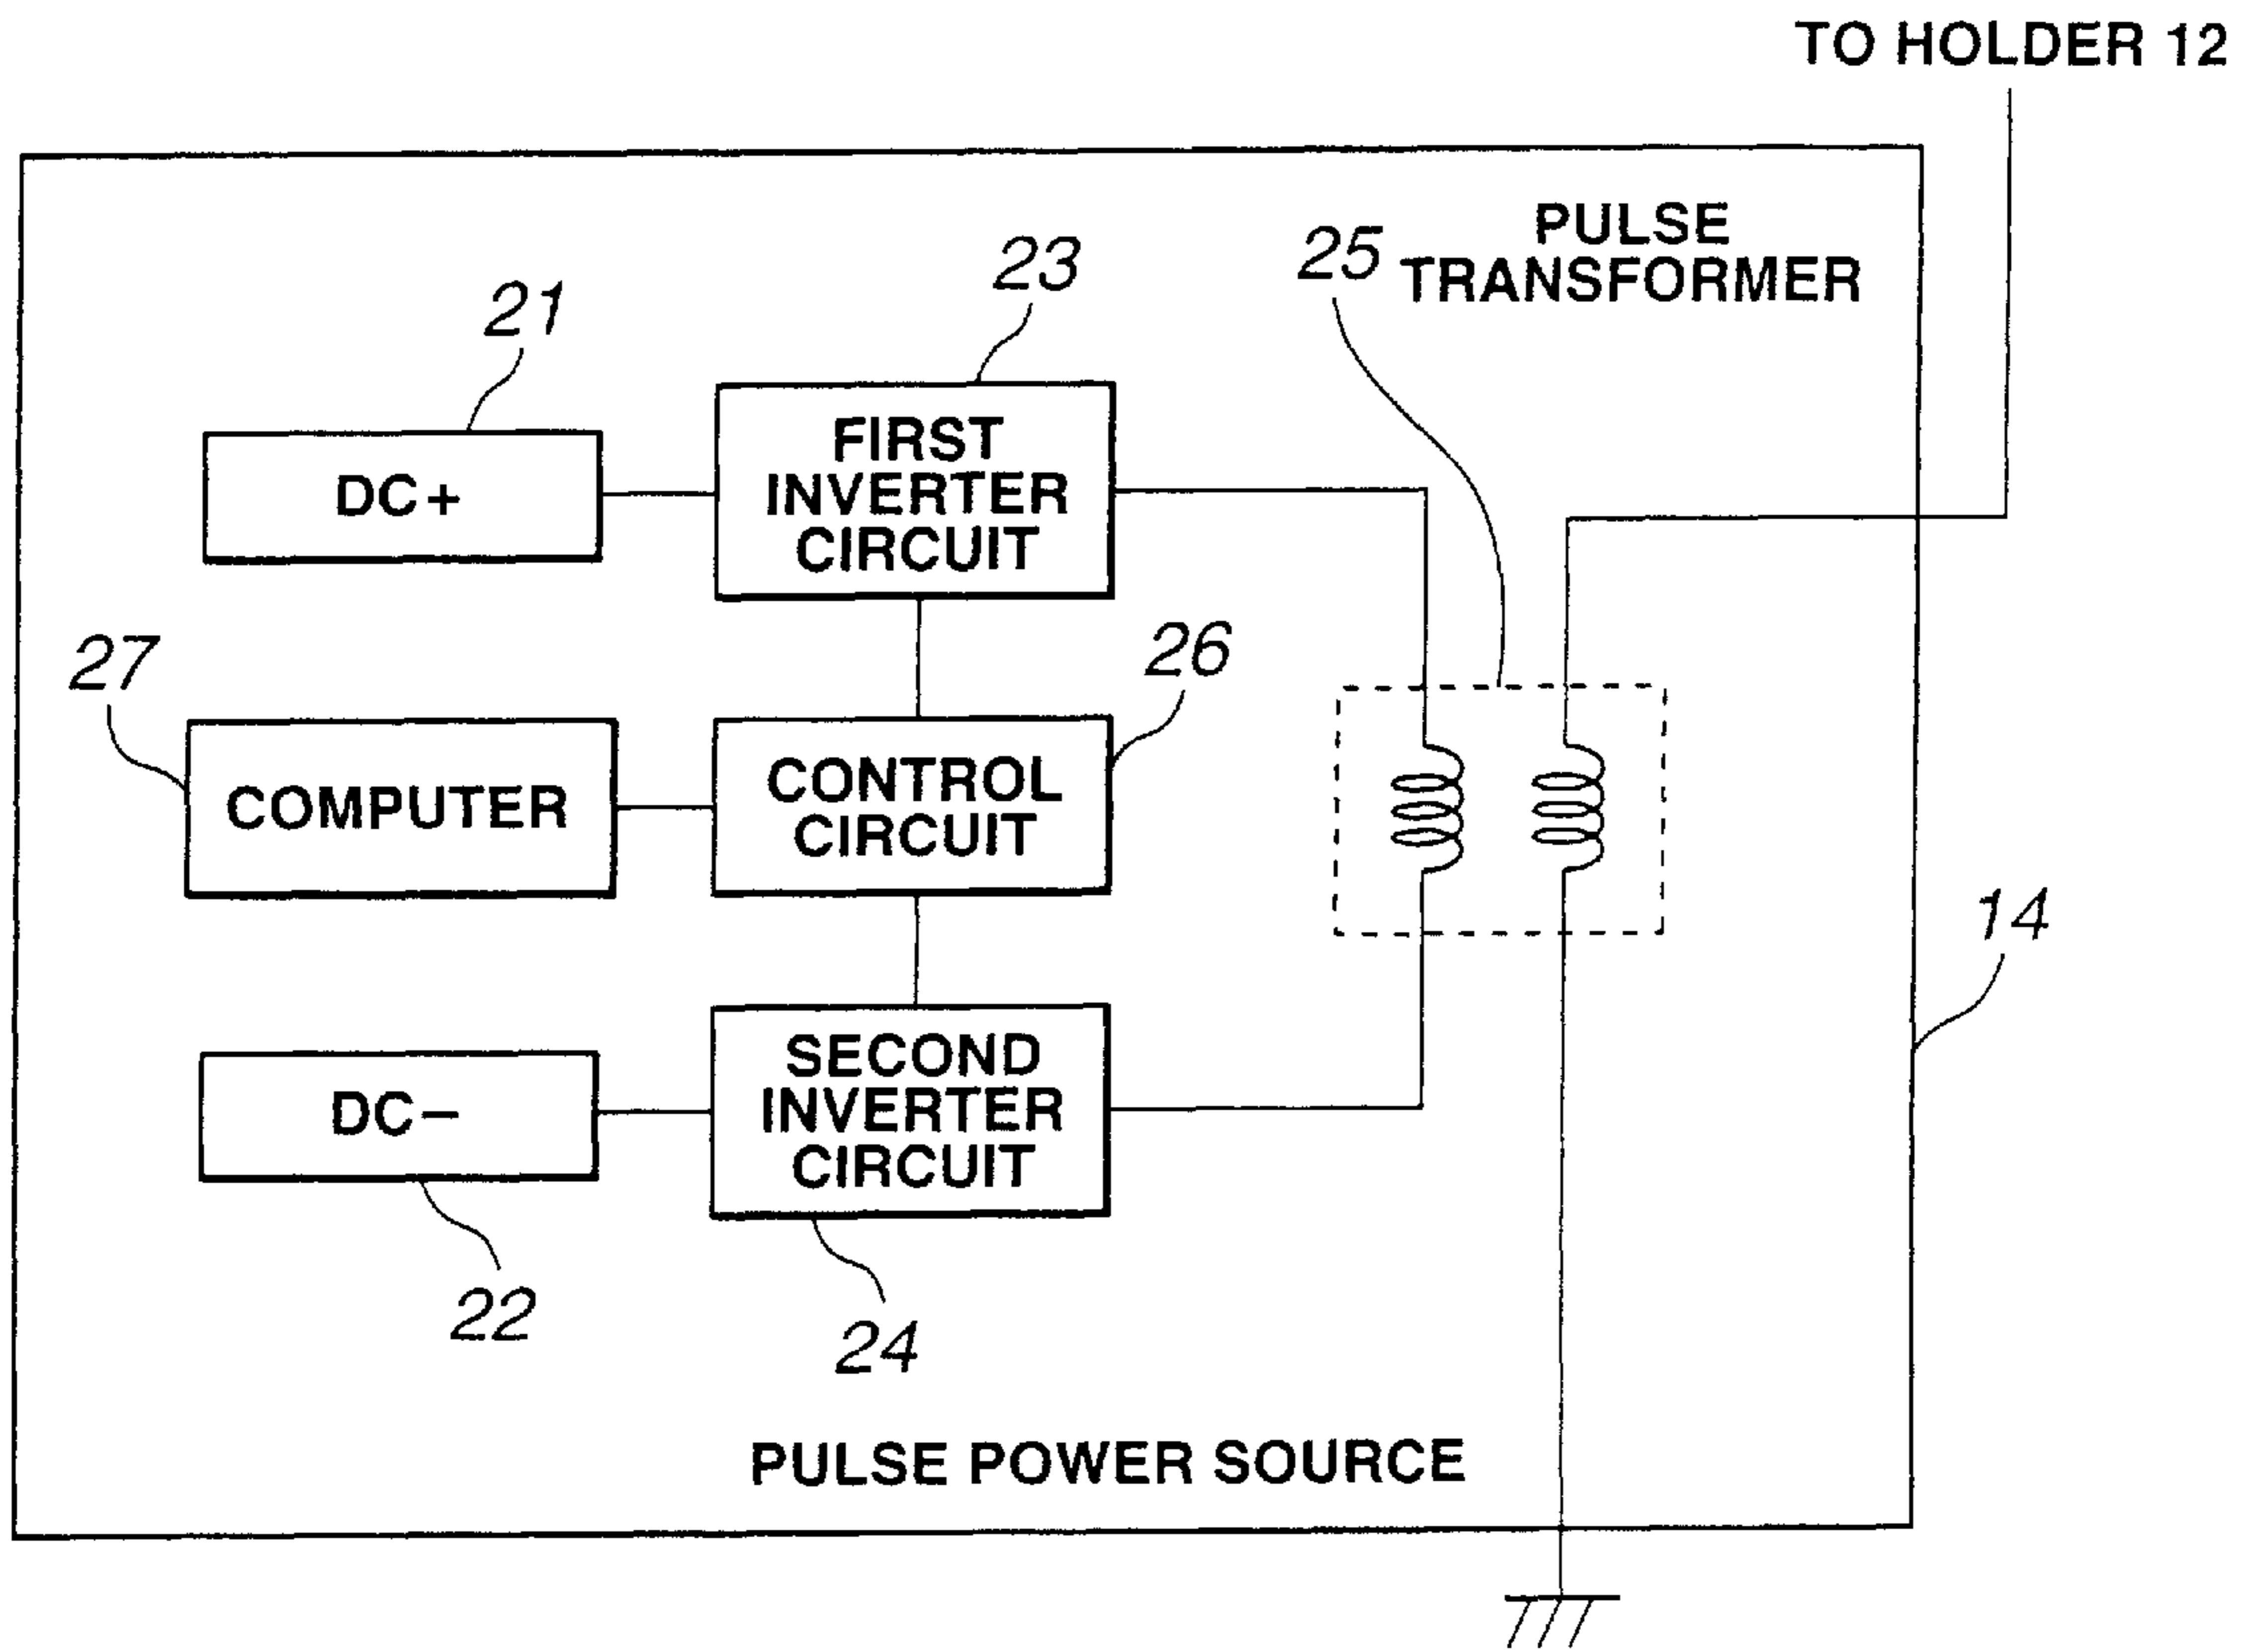 TO HOLDER 12
PULSE
TRANSFORMER
25
23
21
FIRST
INVERTER
CIRCUIT
DC+
27
26
COMPUTER
CONTROL
CIRCUIT
14
SECOND
INVERTER
CIRCUIT
DC−
22
24
PULSE POWER SOURCE